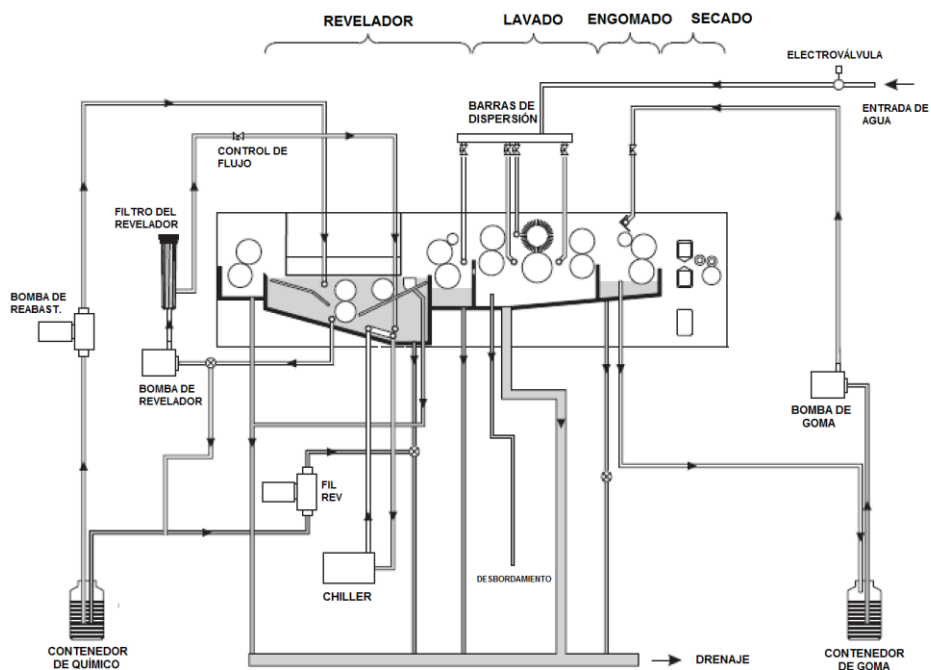 REVELADOR
LAVADO
ENGOMADO
SECADO
ELECTROVÁLVULA
ENTRADA DE
AGUA
BARRAS DE
DISPERSIÓN
CONTROL DE
FLUJO
FILTRO DEL
REVELADOR
BOMBA DE
REABAST.
BOMBA DE
REVELADOR
BOMBA DE
GOMA
FIL
REV
CHILLER
DESBORDAMIENTO
CONTENEDOR
DE QUÍMICO
DRENAJE
CONTENEDOR
DE GOMA